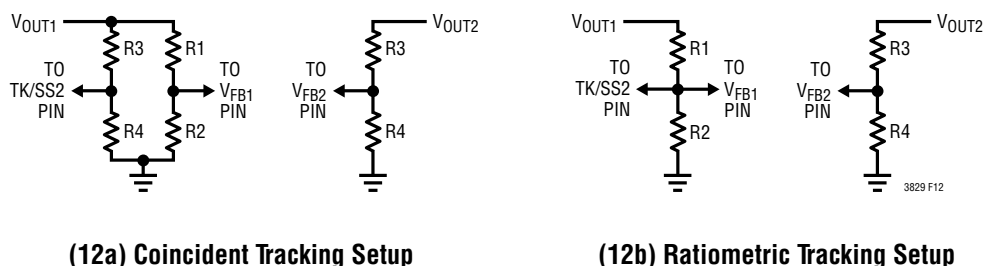 VOUT1
R3
R1
TO
TK/SS2
PIN
TO
VFB1
PIN
R4
R2
VOUT2
R3
TO
VFB2
PIN
R4
(12a) Coincident Tracking Setup
VOUT1
R1
TO
TK/SS2
PIN
TO
VFB1
PIN
R2
VOUT2
R3
TO
VFB2
PIN
R4
3829 F12
(12b) Ratiometric Tracking Setup